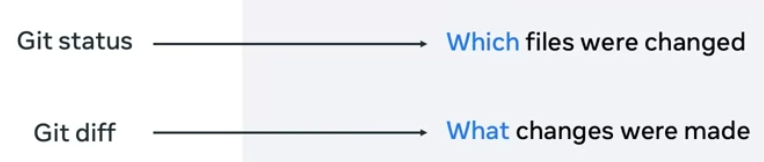 Git status
Which files were changed
Git diff
What changes were made